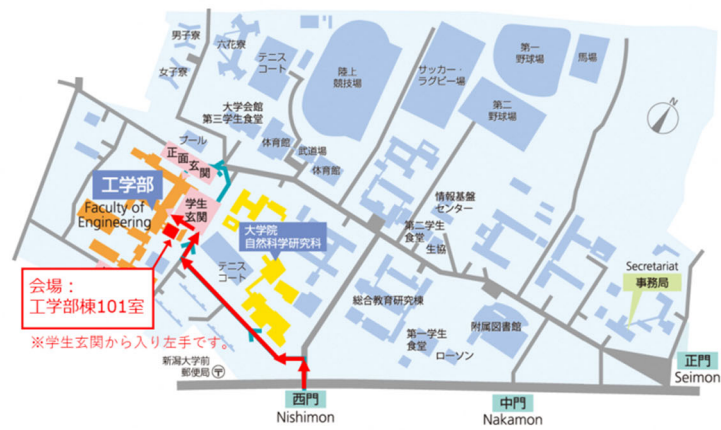 男子寮
六花寮
女子寮
テニス
コート
陸上
競技場
サッカー・
ラグビー場
第一
野球場
馬場
第二
野球場
N
大学会館
第三学生食堂
プール
体育館
武道場
体育館
正面
玄関
工学部
Faculty of
Engineering
学生
玄関
大学院
自然科学研究科
情報基盤
センター
第二学生
食堂
生協
テニス
コート
会場：
工学部棟101室
※学生玄関から入り左手です。
総合教育研究棟
第一学生
食堂
ローソン
附属図書館
Secretariat
事務局
新潟大学前
郵便局
西門
Nishimon
中門
Nakamon
正門
Seimon